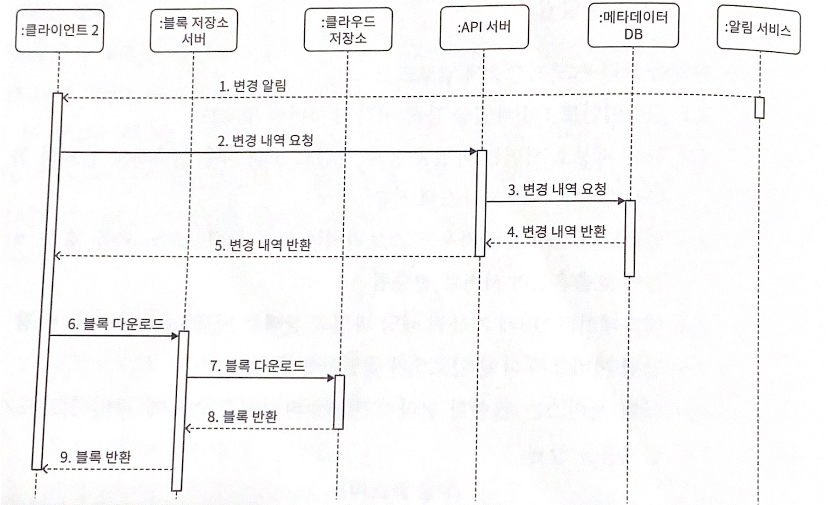 :클라이언트 2
:블록 저장소
서버
:클라우드
저장소
:API 서버
:메타데이터
DB
:알림 서비스
1. 변경 알림
2. 변경 내역 요청
3. 변경 내역 요청
4. 변경 내역 반환
5. 변경 내역 반환
6. 블록 다운로드
7. 블록 다운로드
8. 블록 반환
9. 블록 반환